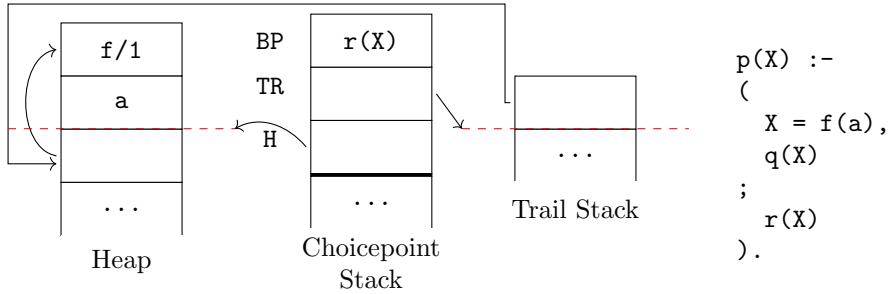 f/1
a
...
Heap
BP
TR
H
r(X)
...
Choicepoint
Stack
...
Trail Stack
p(X) :-
(
X = f(a),
q(X)
;
r(X)
).